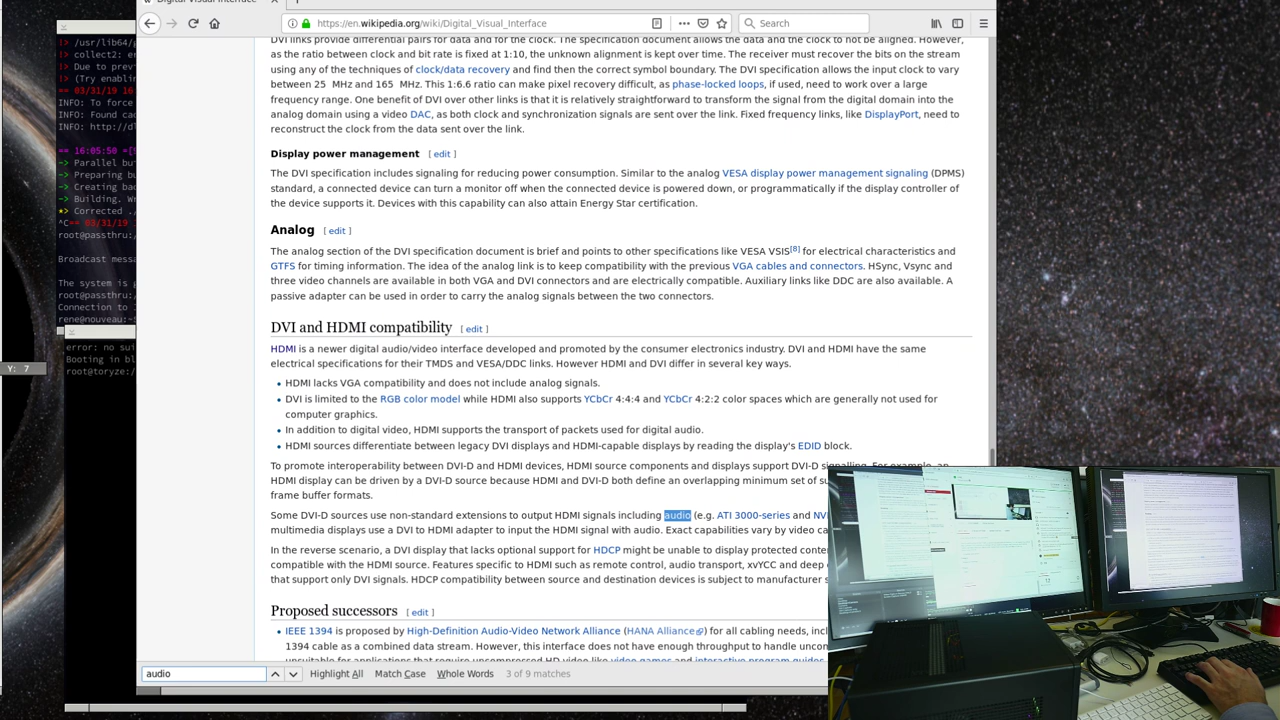 Digital Visual Interface
https://en.wikipedia.org/wiki/Digital_Visual_Interface
Search
!> /usr/lib64/
!> collect2: er
!> Due to prev
!> (Try enablin
== 03/31/19 16
INFO: To force
INFO: Found cac
INFO: http://dl
== 16:05:50 =[
-> Parallel bu
-> Preparing bu
-> Creating bac
-> Building. Wr
*> Corrected ./
^C== 03/31/19
root@passthru:/
Broadcast messa
The system is g
root@passthru:/
Connection to
rene@nouveau:~
error: no sui
Booting in bl
root@toryze:/
Y: 7
DVI links provide differential pairs for data and for the clock. The specification document allows the data and the clock to not be aligned. However,
as the ratio between clock and bit rate is fixed at 1:10, the unknown alignment is kept over time. The receiver must recover the bits on the stream
using any of the techniques of clock/data recovery and find then the correct symbol boundary. The DVI specification allows the input clock to vary
between 25 MHz and 165 MHz. This 1:6.6 ratio can make pixel recovery difficult, as phase-locked loops, if used, need to work over a large
frequency range. One benefit of DVI over other links is that it is relatively straightforward to transform the signal from the digital domain into the
analog domain using a video DAC, as both clock and synchronization signals are sent over the link. Fixed frequency links, like DisplayPort, need to
reconstruct the clock from the data sent over the link.
Display power management [ edit ]
The DVI specification includes signaling for reducing power consumption. Similar to the analog VESA display power management signaling (DPMS)
standard, a connected device can turn a monitor off when the connected device is powered down, or programmatically if the display controller of
the device supports it. Devices with this capability can also attain Energy Star certification.
Analog [ edit ]
The analog section of the DVI specification document is brief and points to other specifications like VESA VSIS[8] for electrical characteristics and
GTFS for timing information. The idea of the analog link is to keep compatibility with the previous VGA cables and connectors. HSync, Vsync and
three video channels are available in both VGA and DVI connectors and are electrically compatible. Auxiliary links like DDC are also available. A
passive adapter can be used in order to carry the analog signals between the two connectors.
DVI and HDMI compatibility [ edit ]
HDMI is a newer digital audio/video interface developed and promoted by the consumer electronics industry. DVI and HDMI have the same
electrical specifications for their TMDS and VESA/DDC links. However HDMI and DVI differ in several key ways.
• HDMI lacks VGA compatibility and does not include analog signals.
• DVI is limited to the RGB color model while HDMI also supports YCbCr 4:4:4 and YCbCr 4:2:2 color spaces which are generally not used for
computer graphics.
• In addition to digital video, HDMI supports the transport of packets used for digital audio.
• HDMI sources differentiate between legacy DVI displays and HDMI-capable displays by reading the display's EDID block.
To promote interoperability between DVI-D and HDMI devices, HDMI source components and displays support DVI-D signalling. For example, an
HDMI display can be driven by a DVI-D source because HDMI and DVI-D both define an overlapping minimum set of su
frame buffer formats.
Some DVI-D sources use non-standard extensions to output HDMI signals including audio (e.g. ATI 3000-series and NV
multimedia displays use a DVI to HDMI adapter to input the HDMI signal with audio. Exact capabilities vary by video ca
In the reverse scenario, a DVI display that lacks optional support for HDCP might be unable to display protected conte
compatible with the HDMI source. Features specific to HDMI such as remote control, audio transport, xvYCC and deep
that support only DVI signals. HDCP compatibility between source and destination devices is subject to manufacturer
Proposed successors [ edit ]
• IEEE 1394 is proposed by High-Definition Audio-Video Network Alliance (HANA Alliance) for all cabling needs, incl
1394 cable as a combined data stream. However, this interface does not have enough throughput to handle uncon
unsuitable for applications that require uncompressed HD video like video games and interactive program guides
audio
Highlight All
Match Case
Whole Words
3 of 9 matches